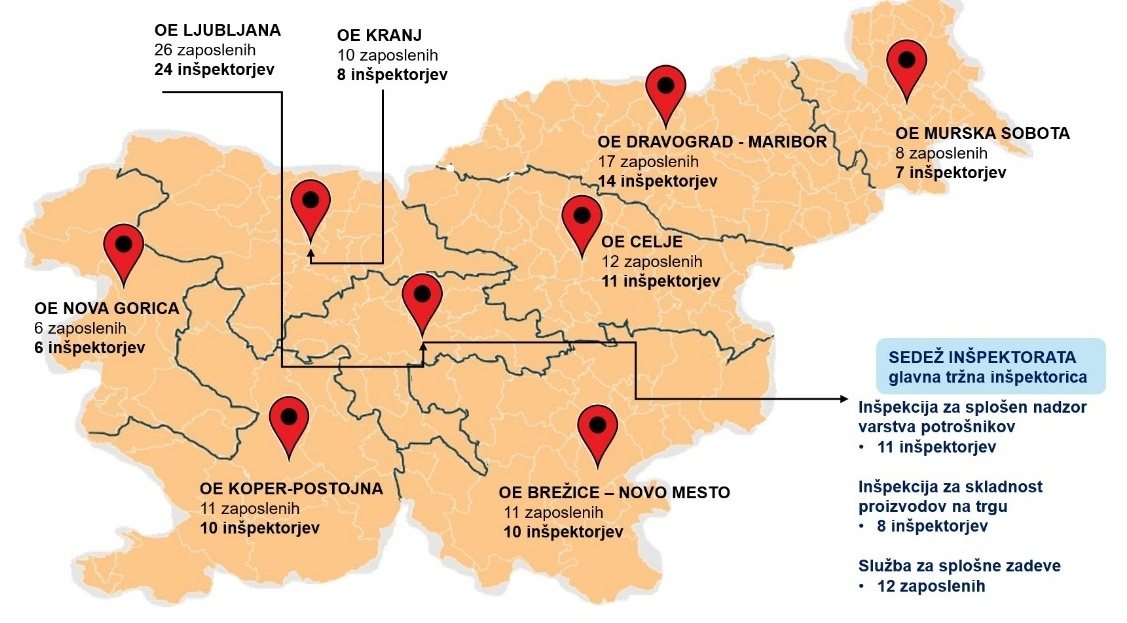 OE LJUBLJANA
26 zaposlenih
24 inšpektorjev
OE KRANJ
10 zaposlenih
8 inšpektorjev
OE DRAVOGRAD - MARIBOR
17 zaposlenih
14 inšpektorjev
OE MURSKA SOBOTA
8 zaposlenih
7 inšpektorjev
OE CELJE
12 zaposlenih
11 inšpektorjev
OE NOVA GORICA
6 zaposlenih
6 inšpektorjev
OE KOPER-POSTOJNA
11 zaposlenih
10 inšpektorjev
OE BREŽICE – NOVO MESTO
11 zaposlenih
10 inšpektorjev
SEDEŽ INŠPEKTORATA
glavna tržna inšpektorica
Inšpekcija za splošen nadzor
varstva potrošnikov
• 11 inšpektorjev
Inšpekcija za skladnost
proizvodov na trgu
• 8 inšpektorjev
Služba za splošne zadeve
• 12 zaposlenih